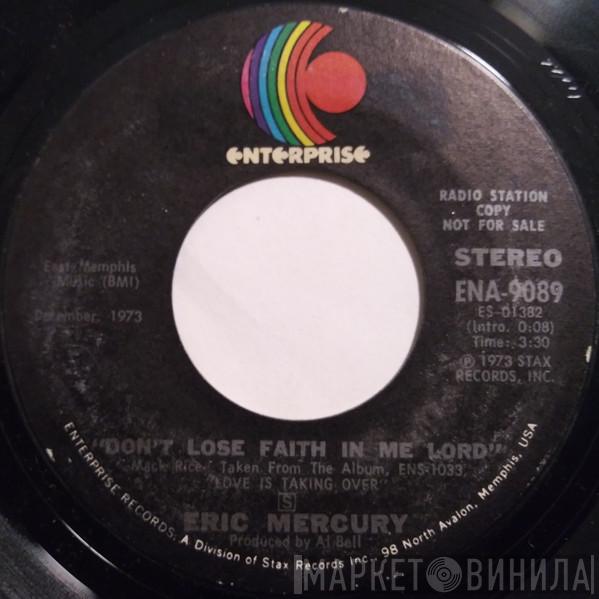 ENTERPRISE
RADIO STATION
COPY
NOT FOR SALE
STEREO
ENA-9089
ES-01382
(Intro. 0:08)
Time: 3:30
℗ 1973 STAX
RECORDS, INC.
East/Memphis
Music (BMI)
December, 1973
"DON'T LOSE FAITH IN ME LORD"
-Mack Rice- Taken From The Album, ENS-1033,
"LOVE IS TAKING OVER"
S
ERIC MERCURY
Produced by Al Bell
ENTERPRISE RECORDS, A Division of Stax Records Inc., 98 North Avalon, Memphis, USA
МАРКЕТ ВИНИЛА